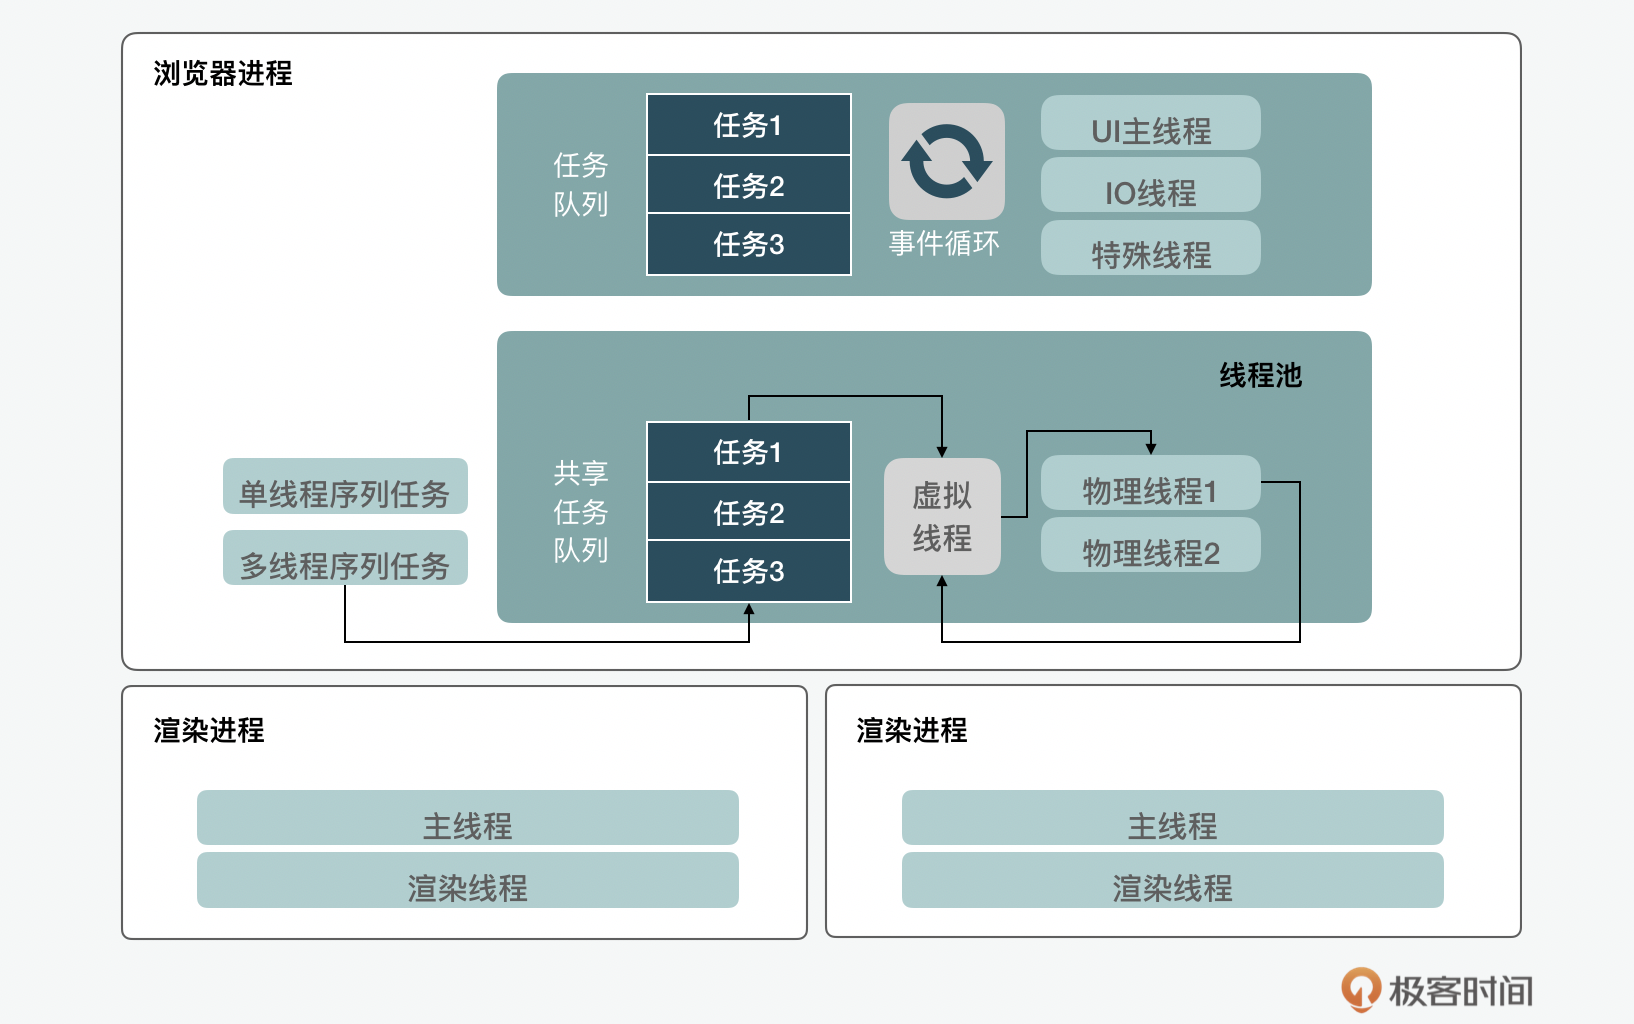 浏览器进程
任务
队列
任务1
任务2
任务3
事件循环
UI主线程
IO线程
特殊线程
线程池
单线程序列任务
多线程序列任务
共享
任务
队列
任务1
任务2
任务3
虚拟
线程
物理线程1
物理线程2
渲染进程
主线程
渲染线程
渲染进程
主线程
渲染线程
极客时间